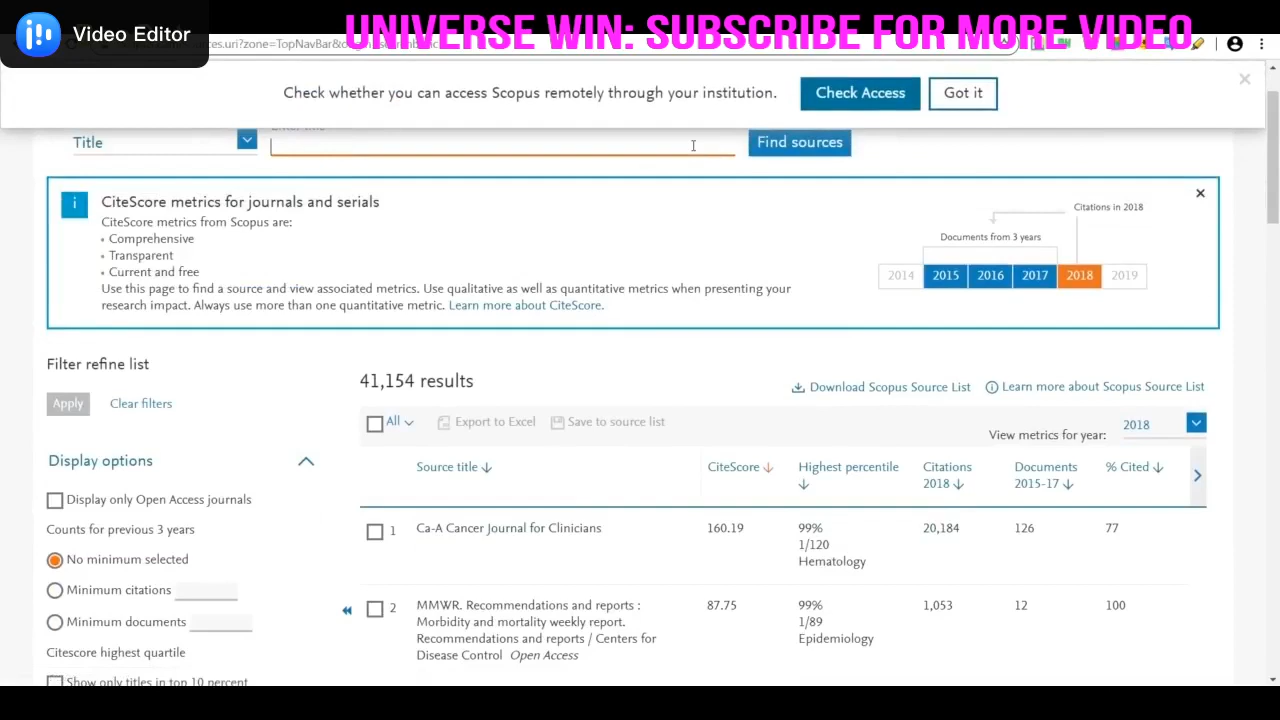 Video Editor
UNIVERSE WIN: SUBSCRIBE FOR MORE VIDEO
Check whether you can access Scopus remotely through your institution.
Check Access
Got it
Title
Find sources
i
CiteScore metrics for journals and serials
CiteScore metrics from Scopus are:
• Comprehensive
• Transparent
• Current and free
Use this page to find a source and view associated metrics. Use qualitative as well as quantitative metrics when presenting your
research impact. Always use more than one quantitative metric. Learn more about CiteScore.
Citations in 2018
Documents from 3 years
2014 2015 2016 2017 2018 2019
Filter refine list
Apply
Clear filters
Display options
Display only Open Access journals
Counts for previous 3 years
No minimum selected
Minimum citations
Minimum documents
Citescore highest quartile
Show only titles in top 10 percent
41,154 results
Download Scopus Source List
Learn more about Scopus Source List
All
Export to Excel
Save to source list
View metrics for year:
2018
Source title
CiteScore
Highest percentile
Citations
2018
Documents
2015-17
% Cited
1
Ca-A Cancer Journal for Clinicians
160.19
99%
1/120
Hematology
20,184
126
77
2
MMWR. Recommendations and reports :
Morbidity and mortality weekly report.
Recommendations and reports / Centers for
Disease Control Open Access
87.75
99%
1/89
Epidemiology
1,053
12
100